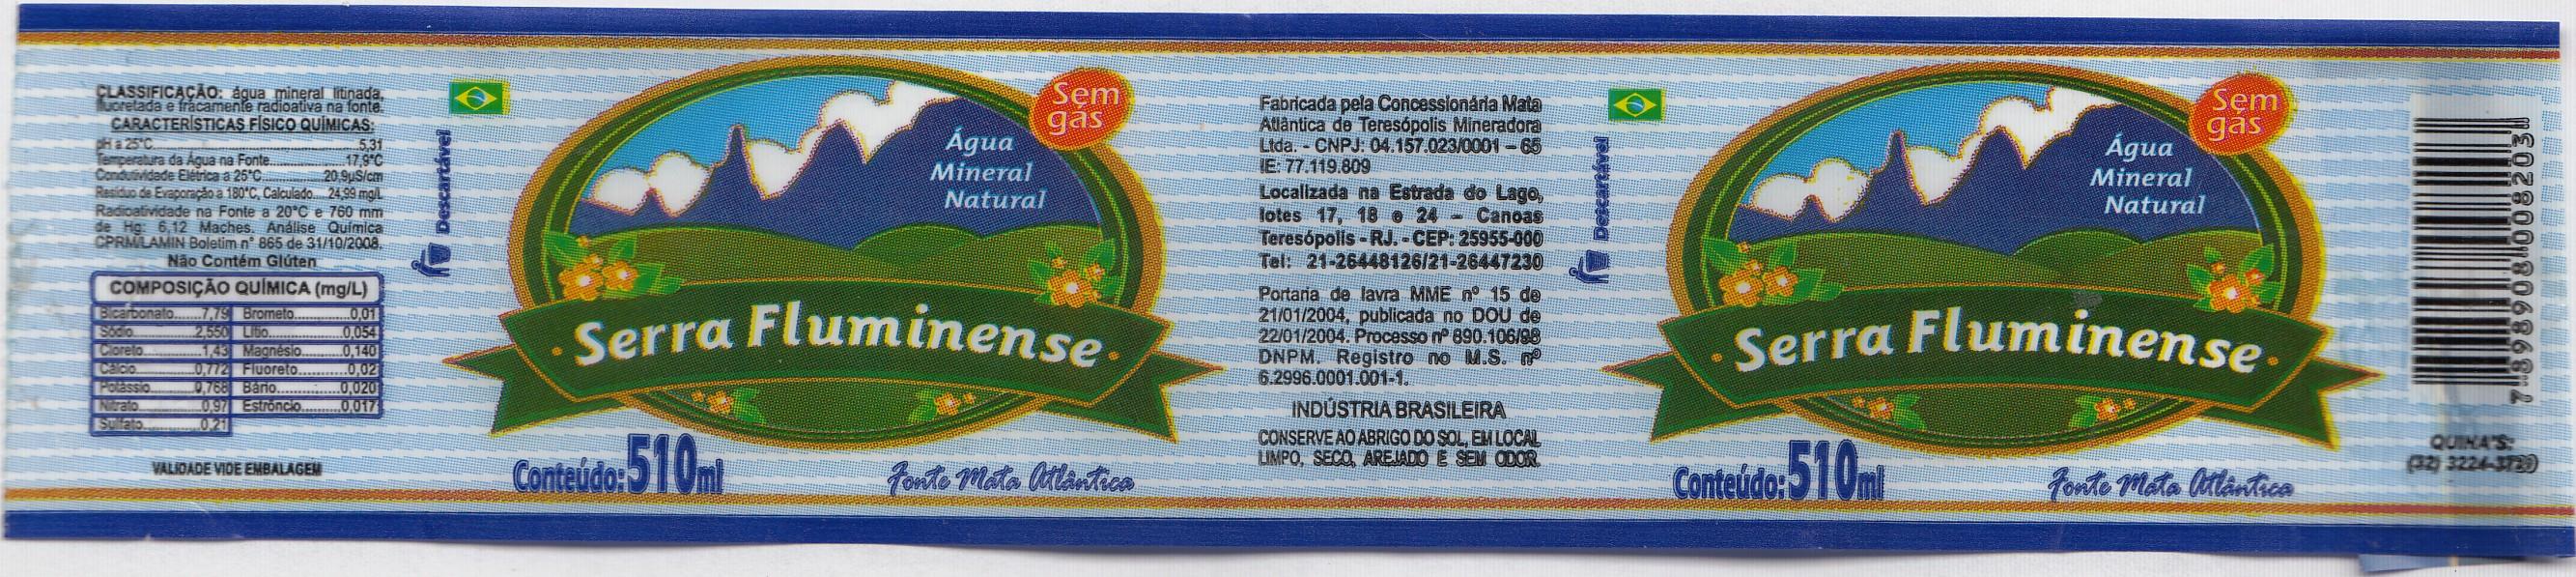 CLASSIFICAÇÃO: água mineral litinada,
fluoretada e fracamente radioativa na fonte.
CARACTERÍSTICAS FÍSICO QUÍMICAS:
pH a 25°C...........5,31
Temperatura da Água na Fonte...........17,9°C
Condutividade Elétrica a 25°C...........20,9µS/cm
Resíduo de Evaporação a 180°C, Calculado....24,99 mg/L
Radioatividade na Fonte a 20°C e 760 mm
de Hg: 6,12 Maches. Análise Química
CPRM/LAMIN Boletim n° 865 de 31/10/2008.
Não Contém Glúten
COMPOSIÇÃO QUÍMICA (mg/L)
Bicarbonato.......7,79 Brometo...........0,01
Sódio...........2,550 Lítio...........0,054
Cloreto...........1,43 Magnésio.........0,140
Cálcio...........0,772 Fluoreto...........0,02
Potássio.........0,768 Bário...........0,020
Nitrato...........0,97 Estrôncio.........0,017
Sulfato...........0,21
VALIDADE VIDE EMBALAGEM
Descartável
Sem
gás
Água
Mineral
Natural
Serra Fluminense
Conteúdo: 510ml
Fonte Mata Atlântica
Fabricada pela Concessionária Mata
Atlântica de Teresópolis Mineradora
Ltda. - CNPJ: 04.157.023/0001 – 65
IE: 77.119.809
Localizada na Estrada do Lago,
lotes 17, 18 e 24 – Canoas
Teresópolis - RJ. - CEP: 25955-000
Tel: 21-26448126/21-26447230
Portaria de lavra MME nº 15 de
21/01/2004, publicada no DOU de
22/01/2004. Processo nº 890.106/98
DNPM. Registro no M.S. nº
6.2996.0001.001-1.
INDÚSTRIA BRASILEIRA
CONSERVE AO ABRIGO DO SOL, EM LOCAL
LIMPO, SECO, AREJADO E SEM ODOR.
Descartável
Sem
gás
Água
Mineral
Natural
Serra Fluminense
Conteúdo: 510ml
Fonte Mata Atlântica
7 898908 008203
(32)